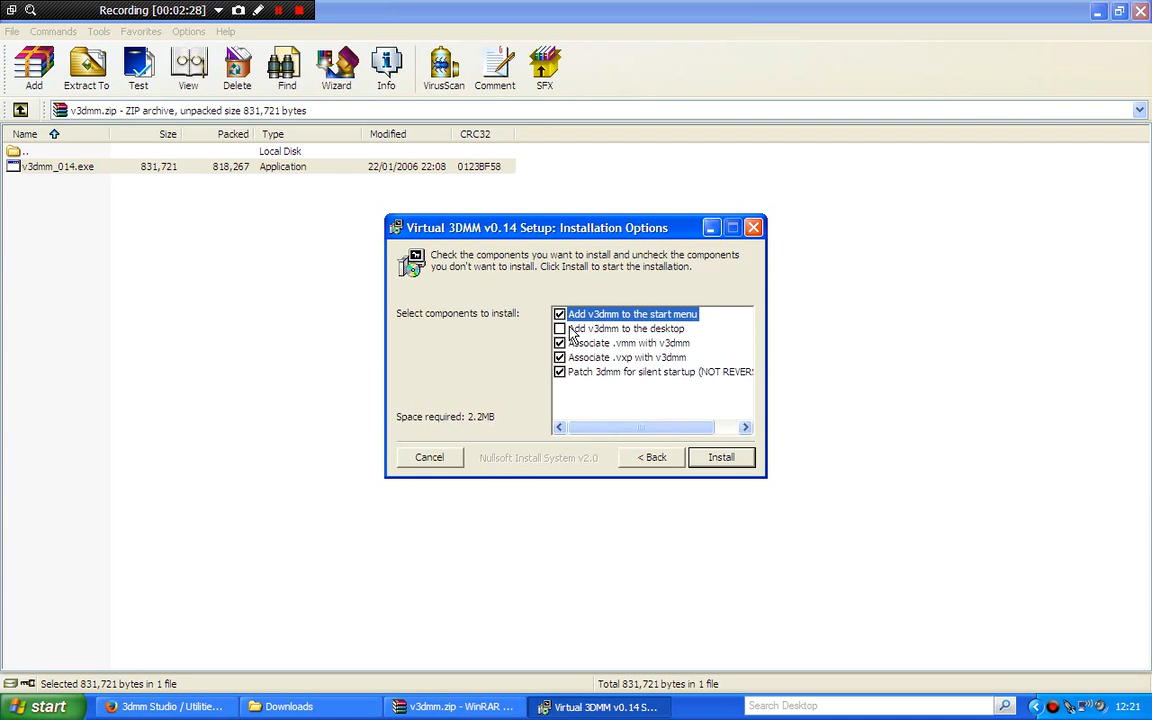 Recording [00:02:28]
File Commands Tools Favorites Options Help
Add Extract To Test View Delete Find Wizard Info VirusScan Comment SFX
v3dmm.zip - ZIP archive, unpacked size 831,721 bytes
Name Size Packed Type Modified CRC32
.. Local Disk
v3dmm_014.exe 831,721 818,267 Application 22/01/2006 22:08 0123BF58
Virtual 3DMM v0.14 Setup: Installation Options
Check the components you want to install and uncheck the components
you don't want to install. Click Install to start the installation.
Select components to install:
Add v3dmm to the start menu
Add v3dmm to the desktop
Associate .vmm with v3dmm
Associate .vxp with v3dmm
Patch 3dmm for silent startup (NOT REVERS
Space required: 2.2MB
Cancel Nullsoft Install System v2.0 < Back Install
Selected 831,721 bytes in 1 file Total 831,721 bytes in 1 file
start 3dmm Studio / Utilitie... Downloads v3dmm.zip - WinRAR ... Virtual 3DMM v0.14 S... Search Desktop 12:21